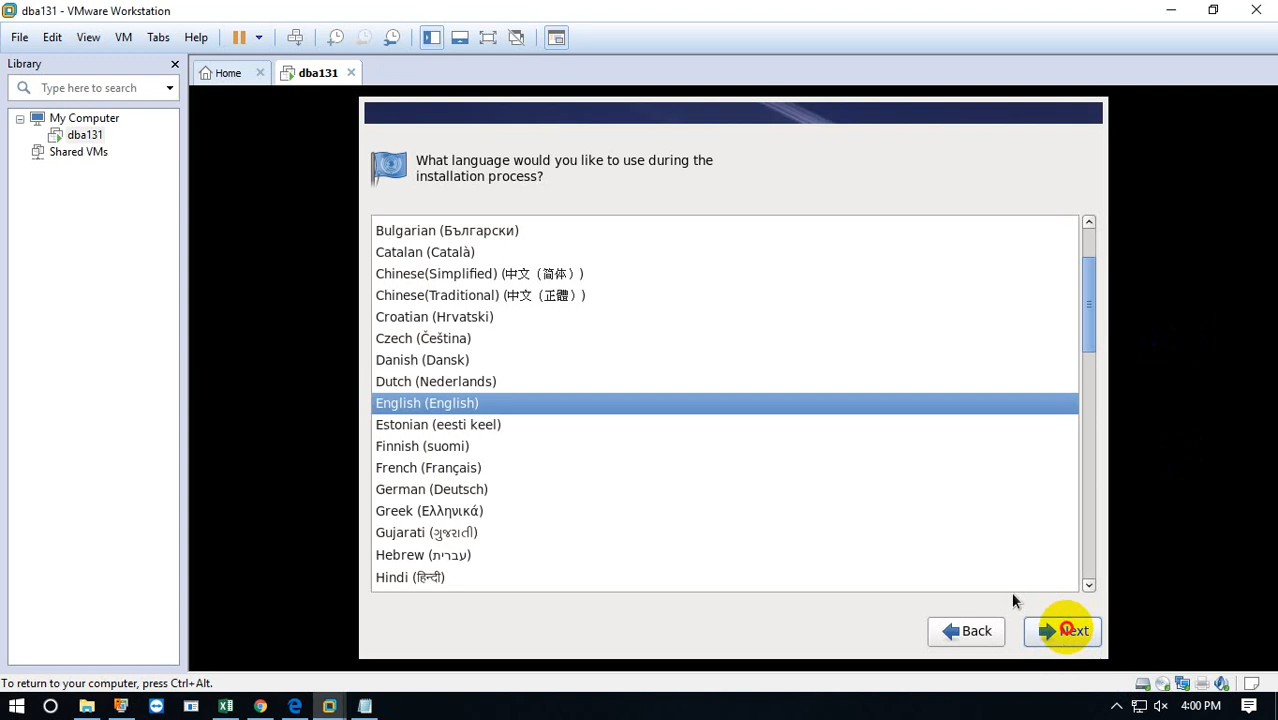 dba131 - VMware Workstation
File Edit View VM Tabs Help
Library
Type here to search
My Computer
dba131
Shared VMs
Home
dba131
What language would you like to use during the
installation process?
Bulgarian (Български)
Catalan (Català)
Chinese(Simplified) (中文（简体）)
Chinese(Traditional) (中文（正體）)
Croatian (Hrvatski)
Czech (Čeština)
Danish (Dansk)
Dutch (Nederlands)
English (English)
Estonian (eesti keel)
Finnish (suomi)
French (Français)
German (Deutsch)
Greek (Ελληνικά)
Gujarati (ગુજરાતી)
Hebrew (עברית)
Hindi (हिन्दी)
Back
Next
To return to your computer, press Ctrl+Alt.
4:00 PM